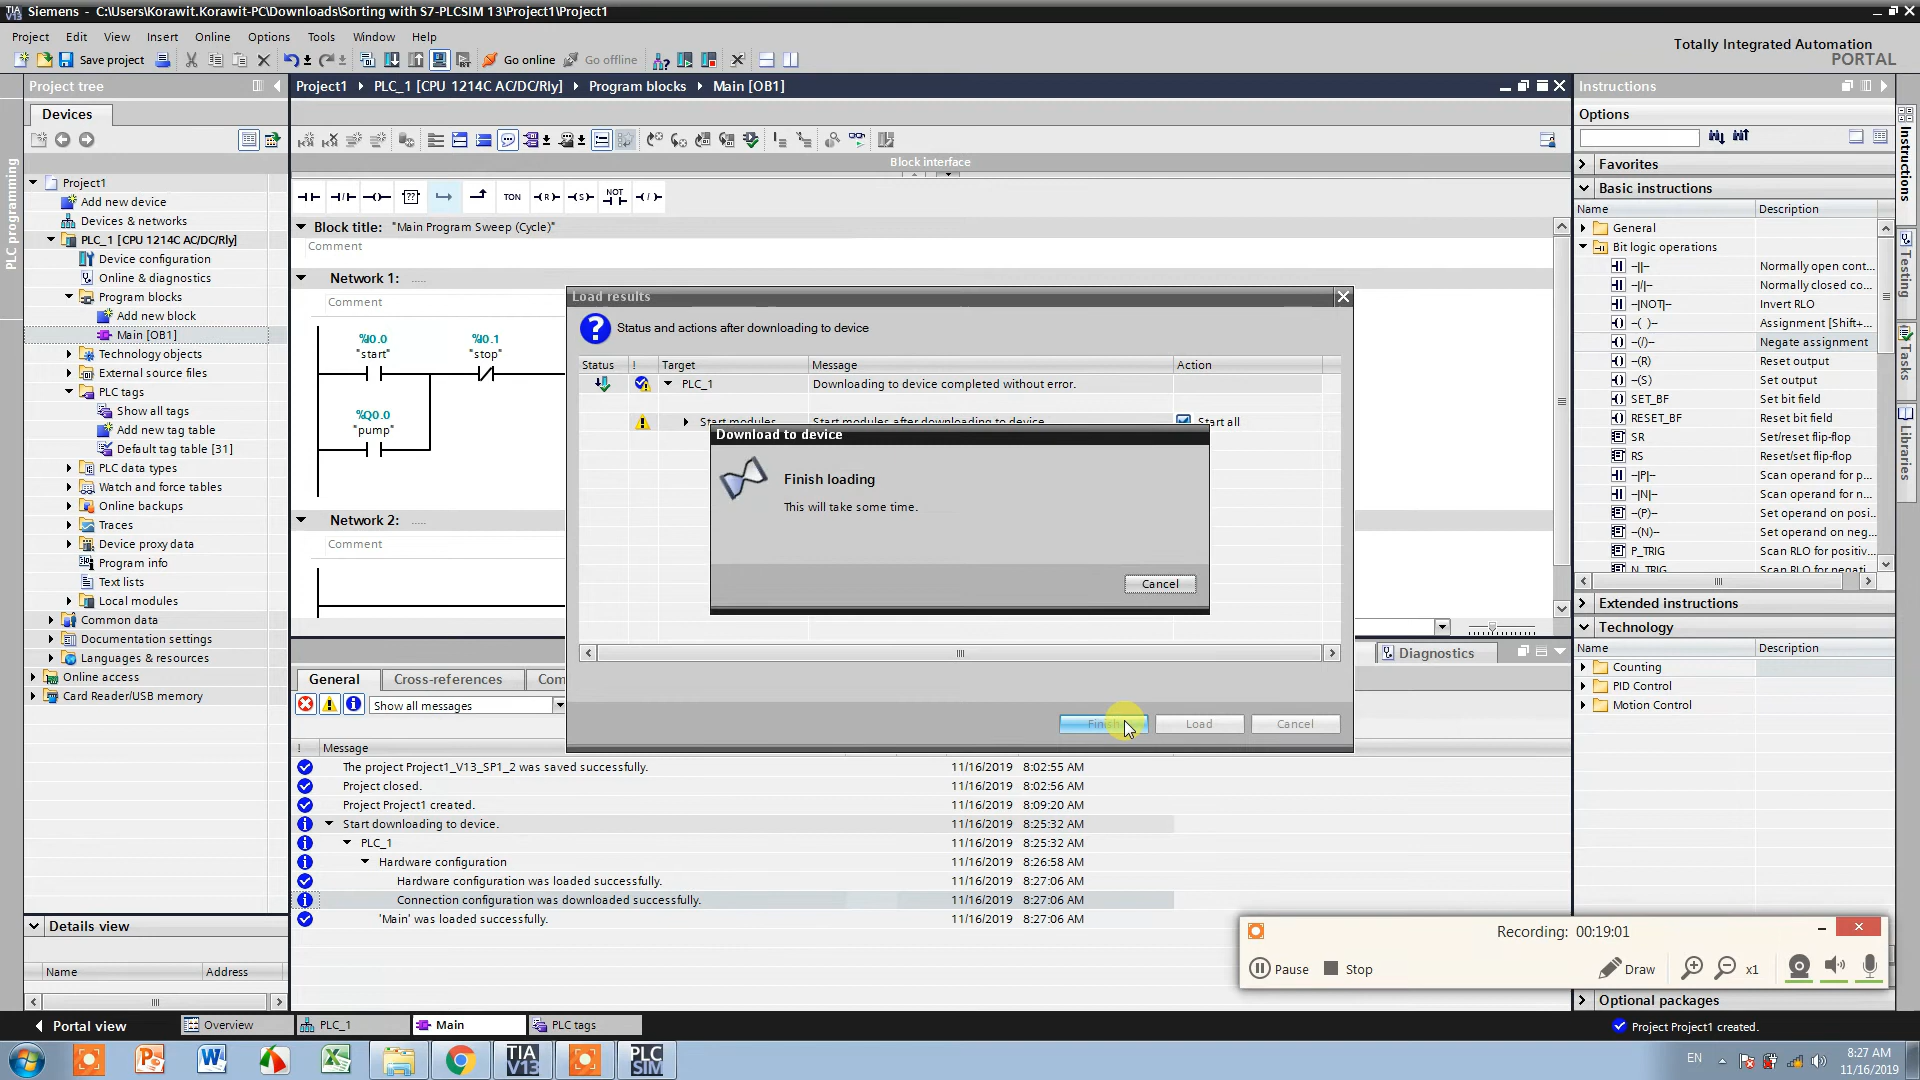 Siemens - C:\Users\Korawit.Korawit-PC\Downloads\Sorting with S7-PLCSIM 13\Project1\Project1
Project Edit View Insert Online Options Tools Window Help
Totally Integrated Automation
PORTAL
Save project
Go online
Go offline
Project tree
Project1 PLC_1 [CPU 1214C AC/DC/Rly] Program blocks Main [OB1]
Instructions
Devices
Options
PLC programming
Block interface
Favorites
Basic instructions
Name Description
General
Bit logic operations
-||- Normally open cont...
-|/|- Normally closed co...
-|NOT|- Invert RLO
-( )- Assignment [Shift+...
-(/)- Negate assignment
-(R) Reset output
-(S) Set output
SET_BF Set bit field
RESET_BF Reset bit field
SR Set/reset flip-flop
RS Reset/set flip-flop
-|P|- Scan operand for p...
-|N|- Scan operand for n...
-(P)- Set operand on posi...
-(N)- Set operand on neg...
P_TRIG Scan RLO for positiv...
N_TRIG Scan RLO for negati...
Extended instructions
Technology
Name Description
Counting
PID Control
Motion Control
Optional packages
Instructions
Testing
Tasks
Libraries
Project1
Add new device
Devices & networks
PLC_1 [CPU 1214C AC/DC/Rly]
Device configuration
Online & diagnostics
Program blocks
Add new block
Main [OB1]
Technology objects
External source files
PLC tags
Show all tags
Add new tag table
Default tag table [31]
PLC data types
Watch and force tables
Online backups
Traces
Device proxy data
Program info
Text lists
Local modules
Common data
Documentation settings
Languages & resources
Online access
Card Reader/USB memory
Details view
Name Address
TON
NOT
Block title: "Main Program Sweep (Cycle)"
Comment
Network 1: .....
Comment
%I0.0
"start"
%I0.1
"stop"
%Q0.0
"pump"
Network 2: .....
Comment
Load results
Status and actions after downloading to device
Status ! Target Message Action
PLC_1 Downloading to device completed without error.
Start modules Start modules after downloading to device. Start all
Download to device
Finish loading
This will take some time.
Cancel
Finish Load Cancel
Diagnostics
General Cross-references Com
Show all messages
! Message
The project Project1_V13_SP1_2 was saved successfully. 11/16/2019 8:02:55 AM
Project closed. 11/16/2019 8:02:56 AM
Project Project1 created. 11/16/2019 8:09:20 AM
Start downloading to device. 11/16/2019 8:25:32 AM
PLC_1 11/16/2019 8:25:32 AM
Hardware configuration 11/16/2019 8:26:58 AM
Hardware configuration was loaded successfully. 11/16/2019 8:27:06 AM
Connection configuration was downloaded successfully. 11/16/2019 8:27:06 AM
'Main' was loaded successfully. 11/16/2019 8:27:06 AM
Recording: 00:19:01
Pause Stop Draw x1
Portal view Overview PLC_1 Main PLC tags
Project Project1 created.
TIA V13
PLC SIM
EN
8:27 AM
11/16/2019